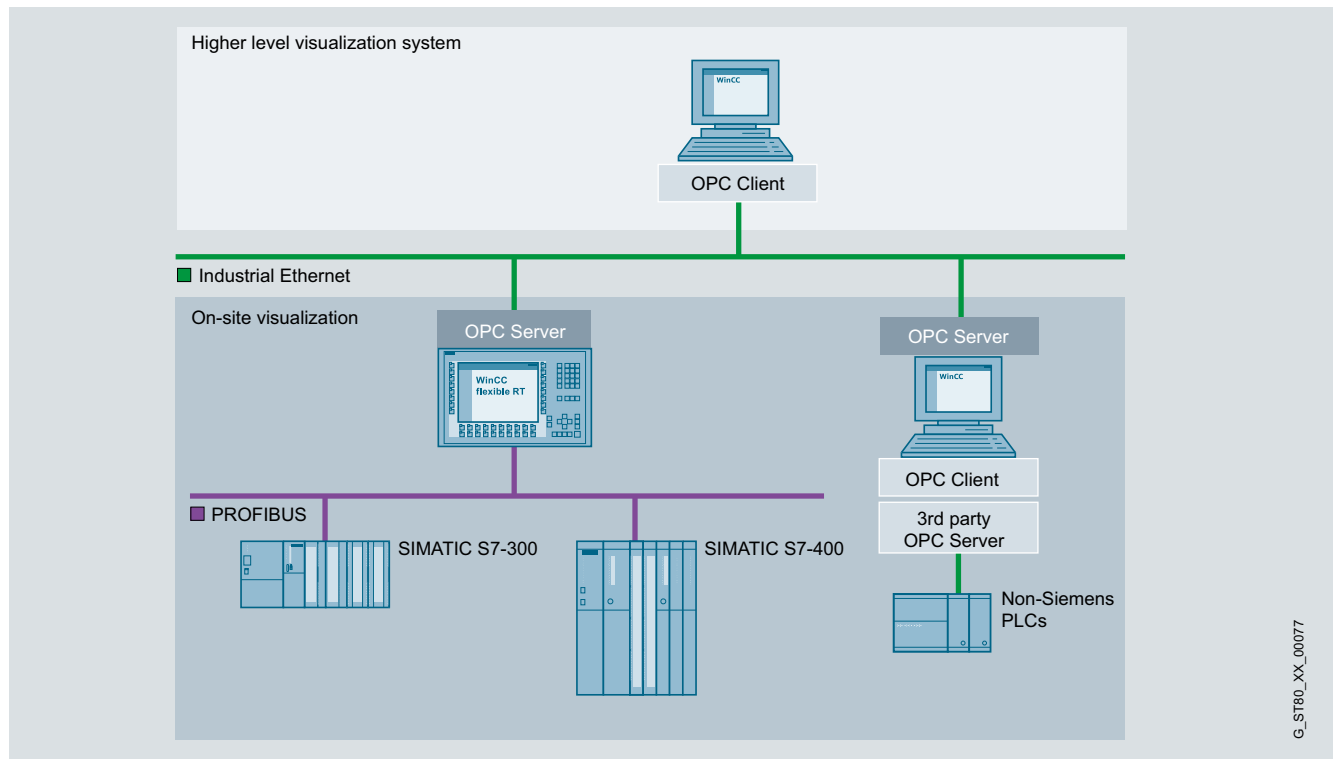 Higher level visualization system
WinCC
OPC Client
Industrial Ethernet
On-site visualization
OPC Server
OPC Server
WinCC
flexible RT
WinCC
OPC Client
3rd party
OPC Server
PROFIBUS
SIMATIC S7-300
SIMATIC S7-400
Non-Siemens
PLCs
G_ST80_XX_00077